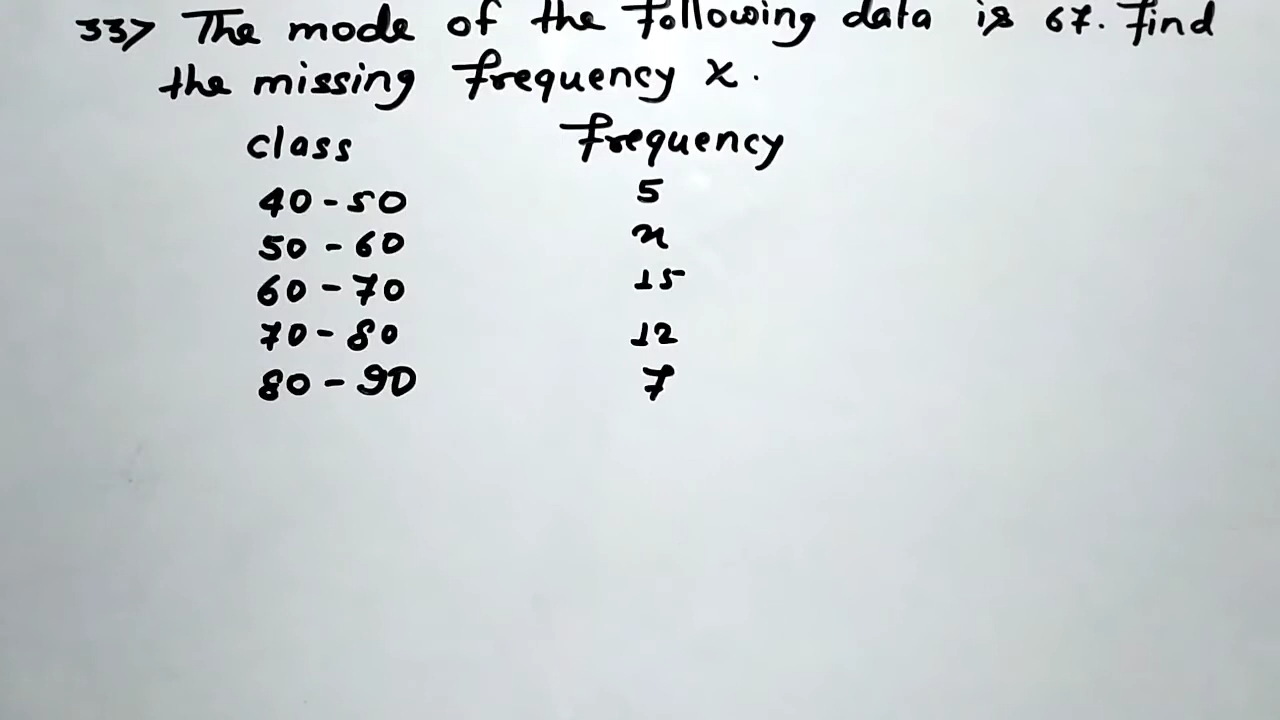 33> The mode of the following data is 67. Find
the missing frequency x.
class frequency
40-50 5
50-60 x
60-70 15
70-80 12
80-90 7